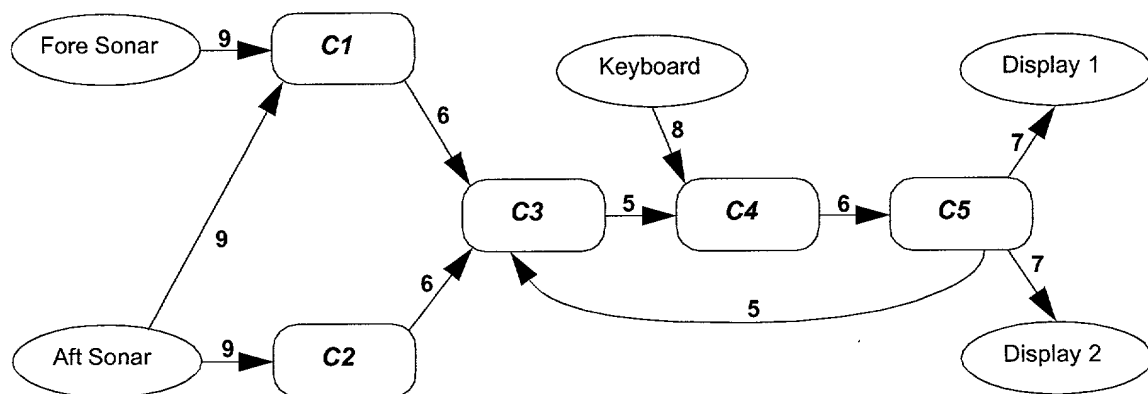 Fore Sonar
9
C1
Keyboard
Display 1
6
8
7
C3
5
C4
6
C5
9
6
5
7
Aft Sonar
9
C2
Display 2